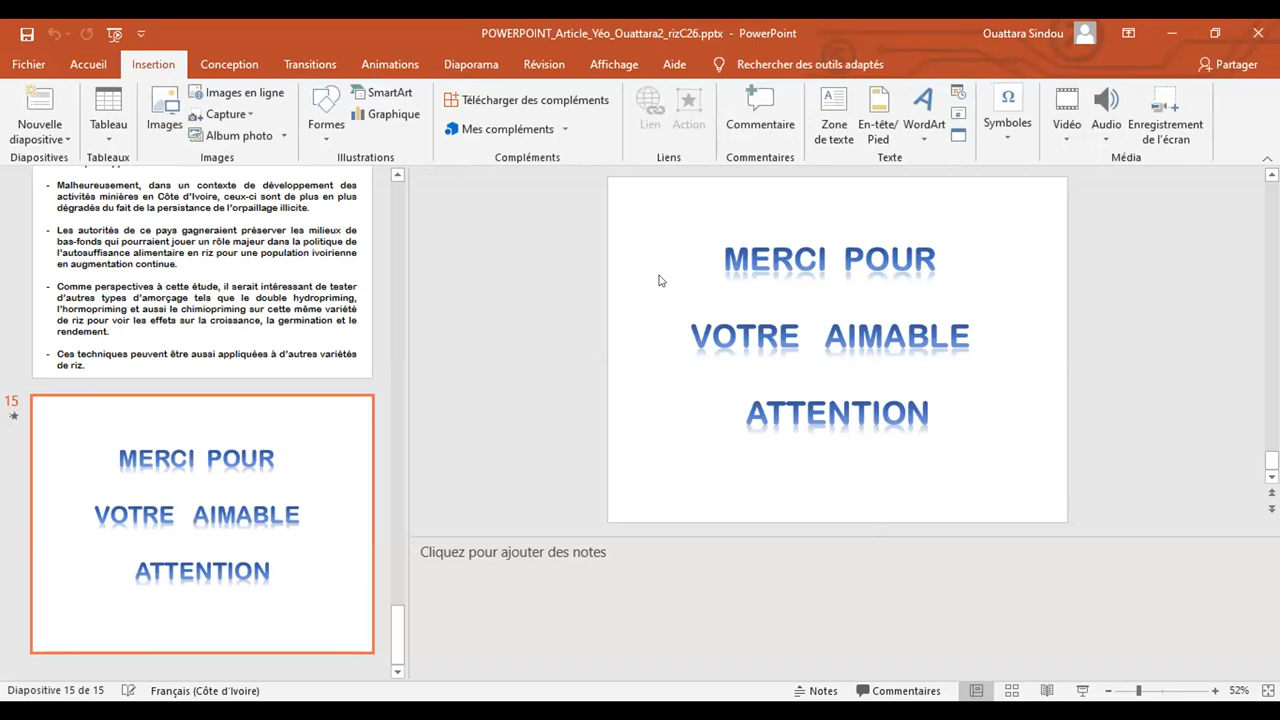 POWERPOINT_Article_Yéo_Ouattara2_rizC26.pptx - PowerPoint
Ouattara Sindou
Fichier Accueil Insertion Conception Transitions Animations Diaporama Révision Affichage Aide Rechercher des outils adaptés Partager
Nouvelle diapositive
Diapositives
Tableau
Tableaux
Images
Images en ligne
Capture
Album photo
Images
Formes
SmartArt
Graphique
Illustrations
Télécharger des compléments
Mes compléments
Compléments
Lien
Action
Liens
Commentaire
Commentaires
Zone de texte
En-tête/ Pied
WordArt
Texte
Symboles
Vidéo
Audio
Enregistrement de l'écran
Média
- Malheureusement, dans un contexte de développement des
activités minières en Côte d'Ivoire, ceux-ci sont de plus en plus
dégradés du fait de la persistance de l'orpaillage illicite.
- Les autorités de ce pays gagneraient préserver les milieux de
bas-fonds qui pourraient jouer un rôle majeur dans la politique de
l'autosuffisance alimentaire en riz pour une population ivoirienne
en augmentation continue.
- Comme perspectives à cette étude, il serait intéressant de tester
d'autres types d'amorçage tels que le double hydropriming,
l'hormopriming et aussi le chimiopriming sur cette même variété
de riz pour voir les effets sur la croissance, la germination et le
rendement.
- Ces techniques peuvent être aussi appliquées à d'autres variétés
de riz.
15
MERCI POUR
VOTRE AIMABLE
ATTENTION
MERCI POUR
VOTRE AIMABLE
ATTENTION
Cliquez pour ajouter des notes
Diapositive 15 de 15 Français (Côte d'Ivoire) Notes Commentaires 52%